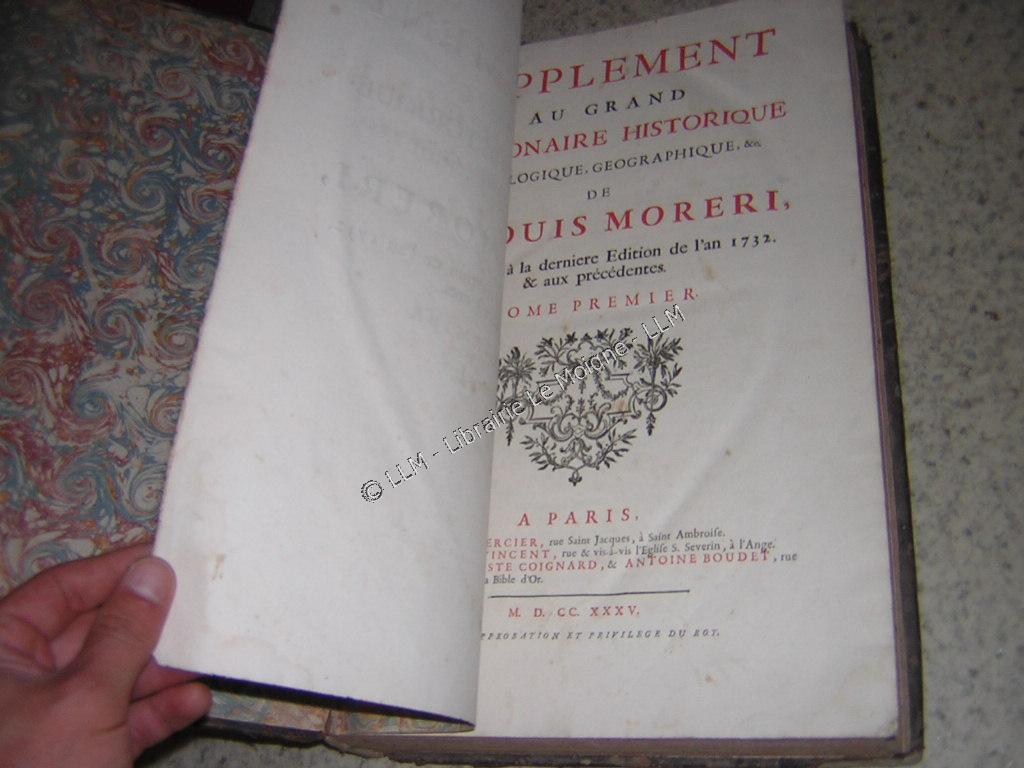 PPLEMENT
AU GRAND
ONAIRE HISTORIQUE
LOGIQUE, GEOGRAPHIQUE, &c.
DE
OUIS MORERI,
à la derniere Edition de l'an 1732.
& aux précédentes.
OME PREMIER.
© LLM - Librairie Le Moigne - LLM
A PARIS,
ERCIER, rue Saint Jacques, à Saint Ambroise.
INCENT, rue & vis-à-vis l'Eglise S. Severin, à l'Ange.
STE COIGNARD, & ANTOINE BOUDET, rue
a Bible d'Or.
M. D. CC. XXXV.
PPROBATION ET PRIVILEGE DU ROY.